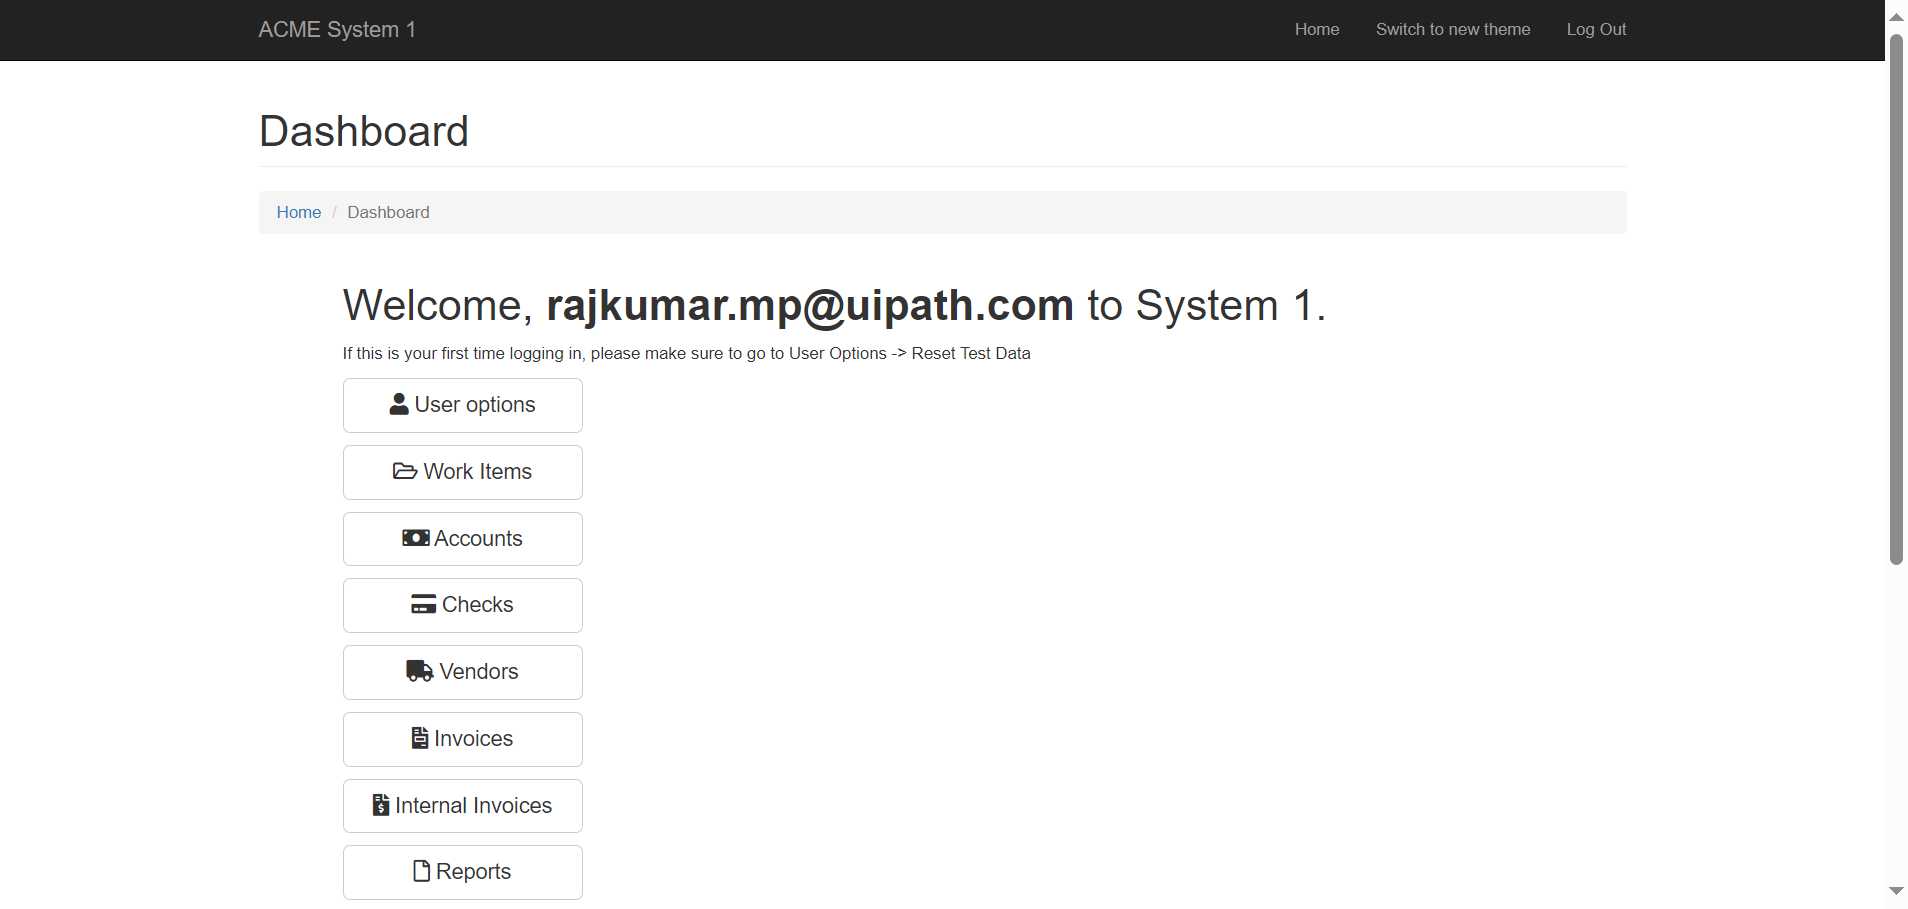 ACME System 1
Home
Switch to new theme
Log Out
Dashboard
Home / Dashboard
Welcome, rajkumar.mp@uipath.com to System 1.
If this is your first time logging in, please make sure to go to User Options -> Reset Test Data
User options
Work Items
Accounts
Checks
Vendors
Invoices
Internal Invoices
Reports